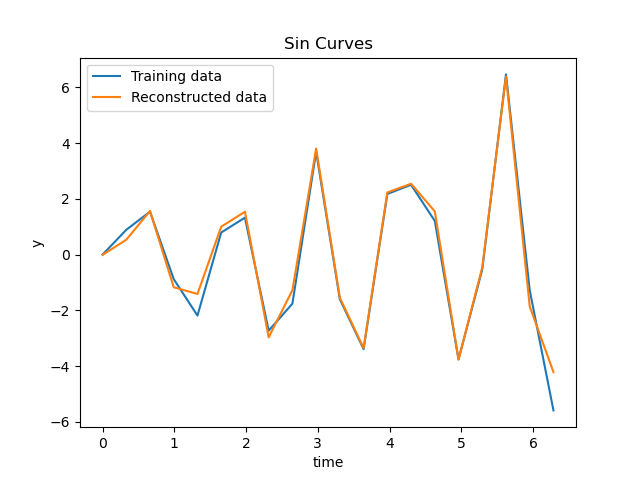 Sin Curves
Training data
Reconstructed data
y
6
4
2
0
−2
−4
−6
0 1 2 3 4 5 6
time